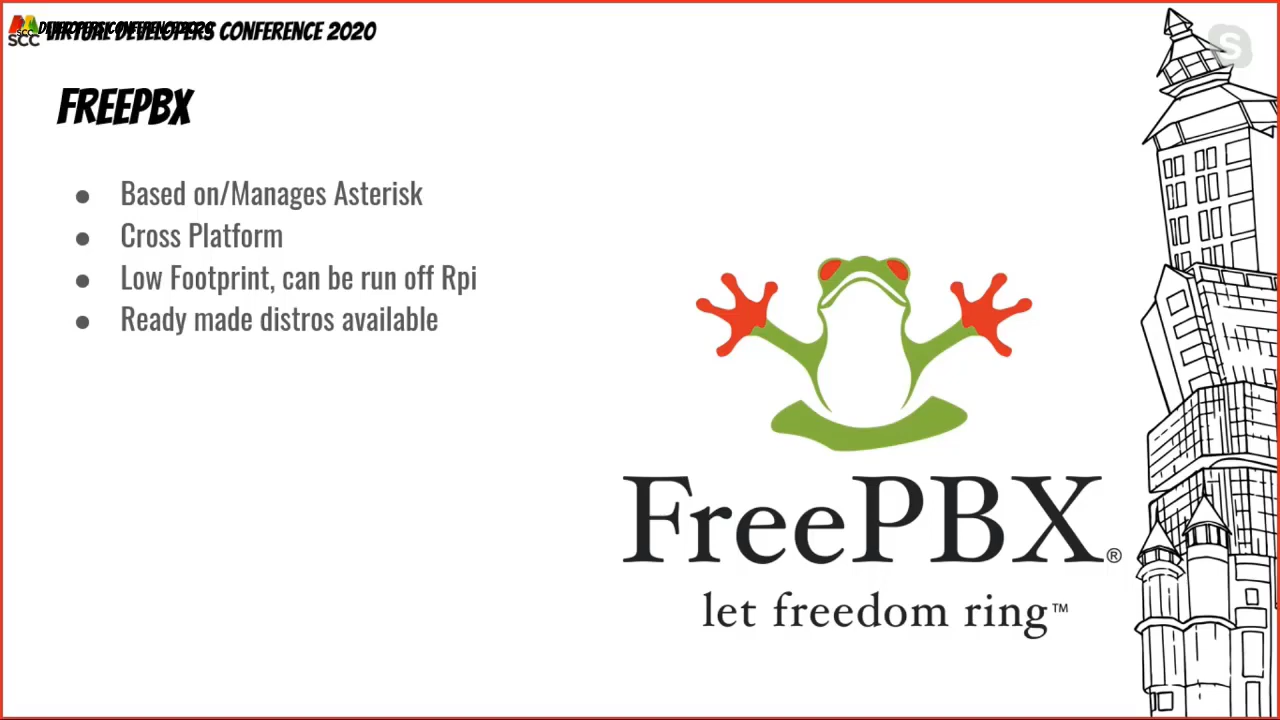 VIRTUAL DEVELOPERS CONFERENCE 2020
SCC
FREEPBX
● Based on/Manages Asterisk
● Cross Platform
● Low Footprint, can be run off Rpi
● Ready made distros available
FreePBX®
let freedom ring™
S